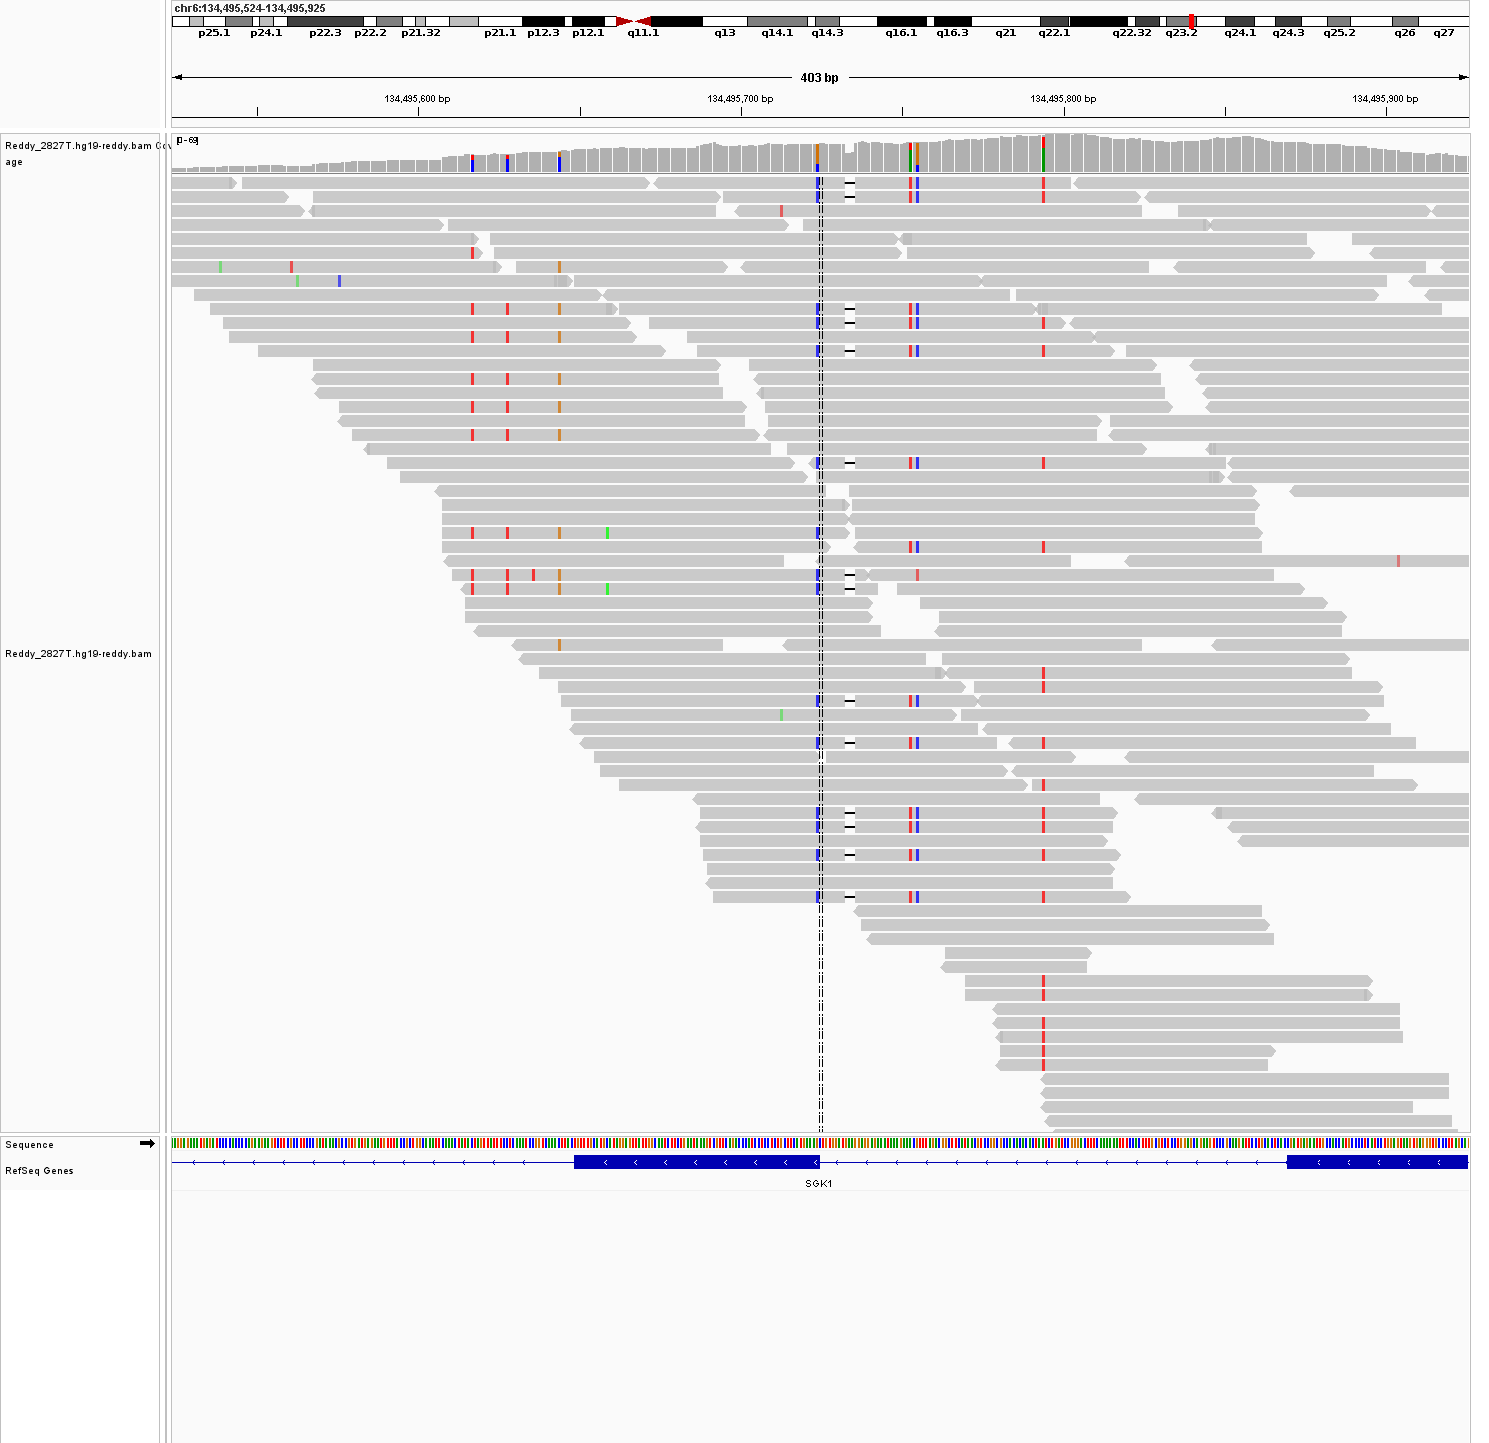 chr6:134,495,524-134,495,925
p25.1 p24.1 p22.3 p22.2 p21.32 p21.1 p12.3 p12.1 q11.1 q13 q14.1 q14.3 q16.1 q16.3 q21 q22.1 q22.32 q23.2 q24.1 q24.3 q25.2 q26 q27
403 bp
134,495,600 bp 134,495,700 bp 134,495,800 bp 134,495,900 bp
Reddy_2827T.hg19-reddy.bam Cov [0-69]
age
Reddy_2827T.hg19-reddy.bam
Sequence
RefSeq Genes
SGK1